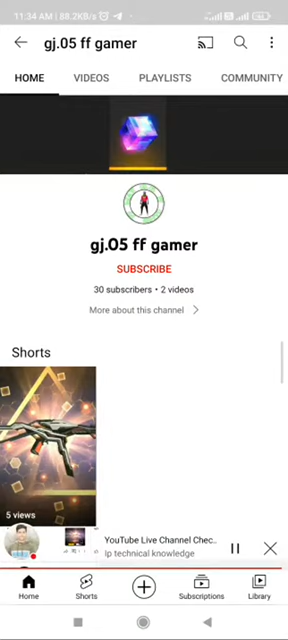 11:34 AM | 88.2KB/s
gj.05 ff gamer
HOME VIDEOS PLAYLISTS COMMUNITY
gj.05 ff gamer
SUBSCRIBE
30 subscribers • 2 videos
More about this channel
Shorts
5 views
YouTube Live Channel Chec..
Ip technical knowledge
Home Shorts Subscriptions Library